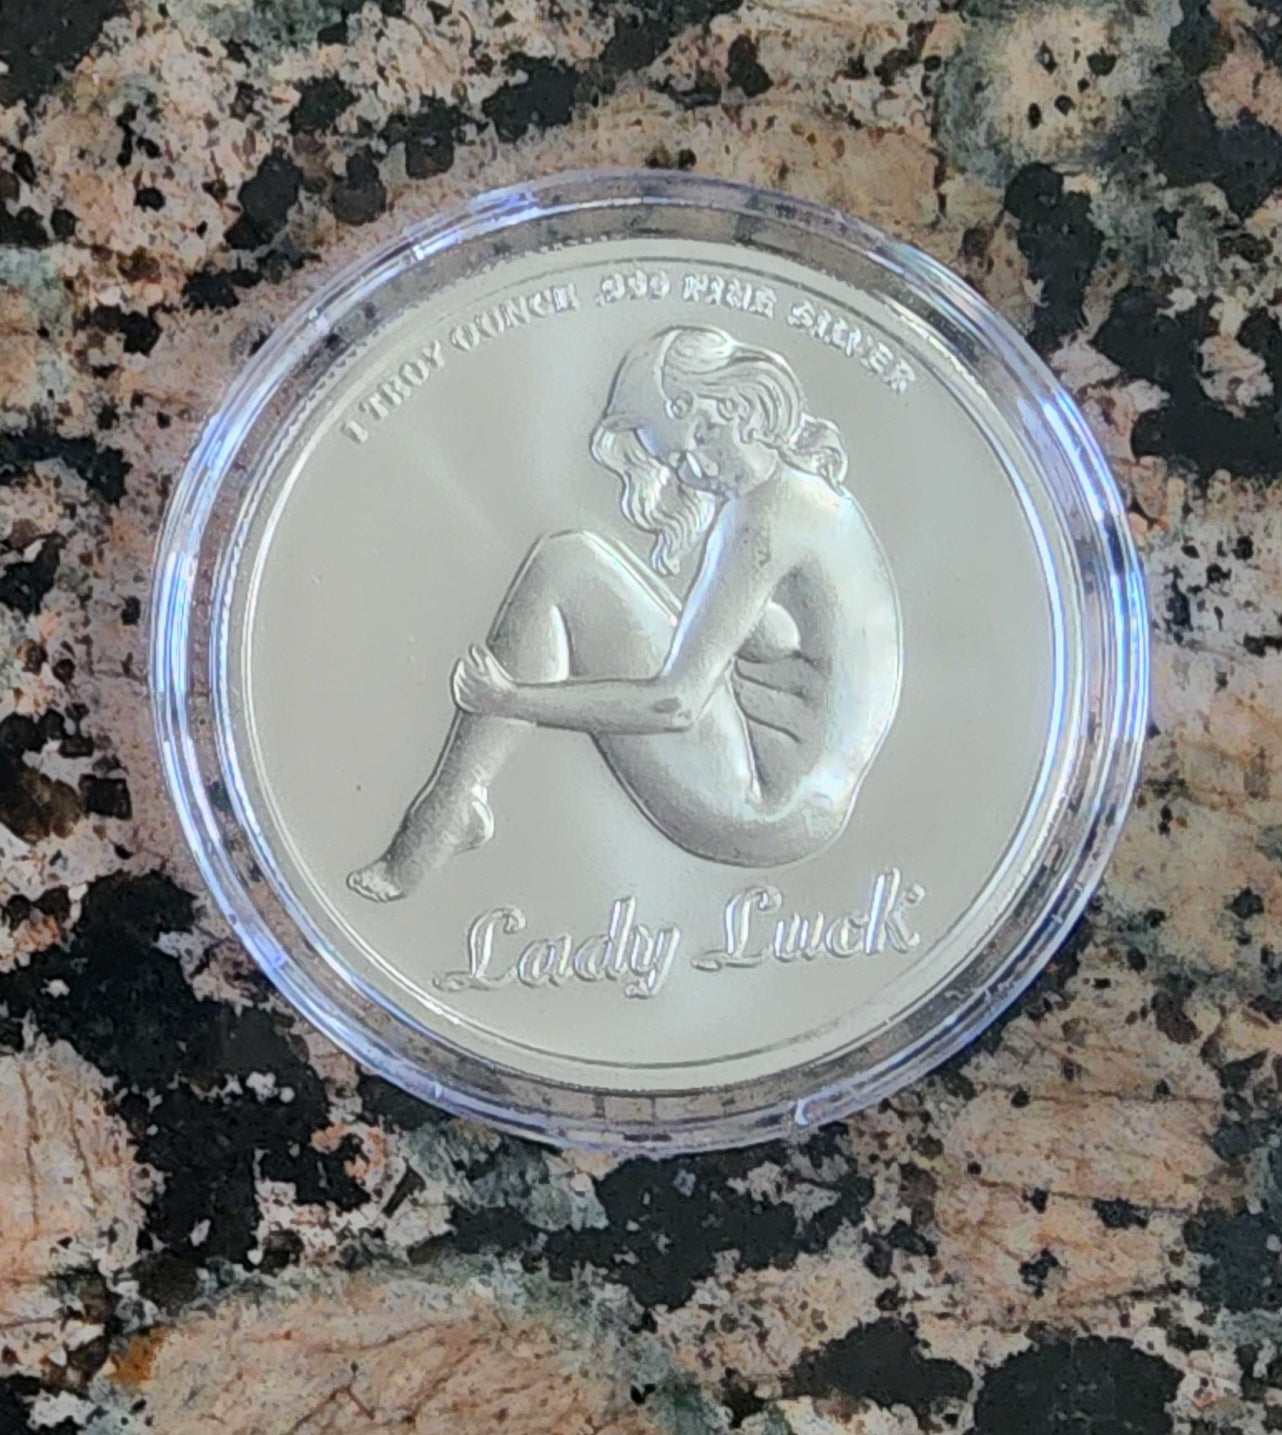 1 TROY OUNCE .999 FINE SILVER
Lady Luck